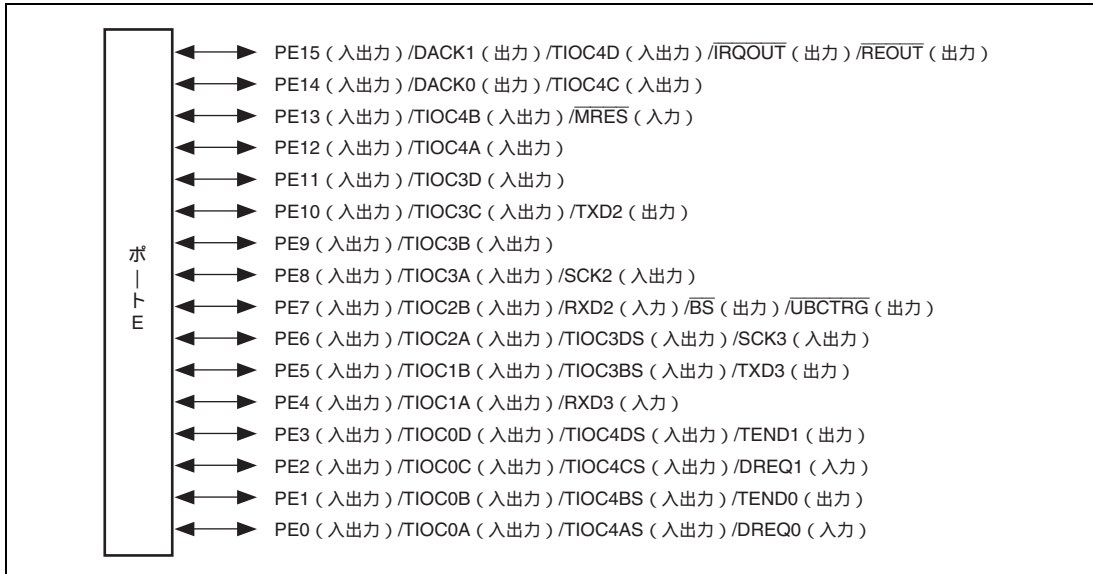 PE15（入出力）/DACK1（出力）/TIOC4D（入出力）/I̅R̅Q̅O̅U̅T̅（出力）/R̅E̅O̅U̅T̅（出力）
PE14（入出力）/DACK0（出力）/TIOC4C（入出力）
PE13（入出力）/TIOC4B（入出力）/M̅R̅E̅S̅（入力）
PE12（入出力）/TIOC4A（入出力）
PE11（入出力）/TIOC3D（入出力）
PE10（入出力）/TIOC3C（入出力）/TXD2（出力）
PE9（入出力）/TIOC3B（入出力）
PE8（入出力）/TIOC3A（入出力）/SCK2（入出力）
PE7（入出力）/TIOC2B（入出力）/RXD2（入力）/B̅S̅（出力）/U̅B̅C̅T̅R̅G̅（出力）
PE6（入出力）/TIOC2A（入出力）/TIOC3DS（入出力）/SCK3（入出力）
PE5（入出力）/TIOC1B（入出力）/TIOC3BS（入出力）/TXD3（出力）
PE4（入出力）/TIOC1A（入出力）/RXD3（入力）
PE3（入出力）/TIOC0D（入出力）/TIOC4DS（入出力）/TEND1（出力）
PE2（入出力）/TIOC0C（入出力）/TIOC4CS（入出力）/DREQ1（入力）
PE1（入出力）/TIOC0B（入出力）/TIOC4BS（入出力）/TEND0（出力）
PE0（入出力）/TIOC0A（入出力）/TIOC4AS（入出力）/DREQ0（入力）
ポートE